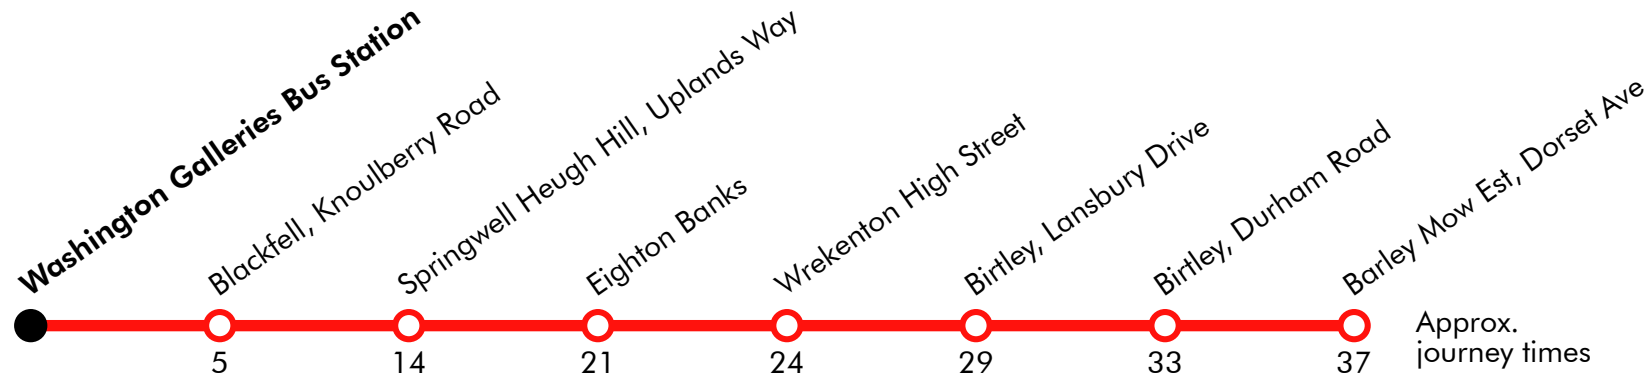 Washington Galleries Bus Station
Blackfell, Knoulberry Road
Springwell Heugh Hill, Uplands Way
Eighton Banks
Wrekenton High Street
Birtley, Lansbury Drive
Birtley, Durham Road
Barley Mow Est, Dorset Ave
5 14 21 24 29 33 37
Approx.
journey times